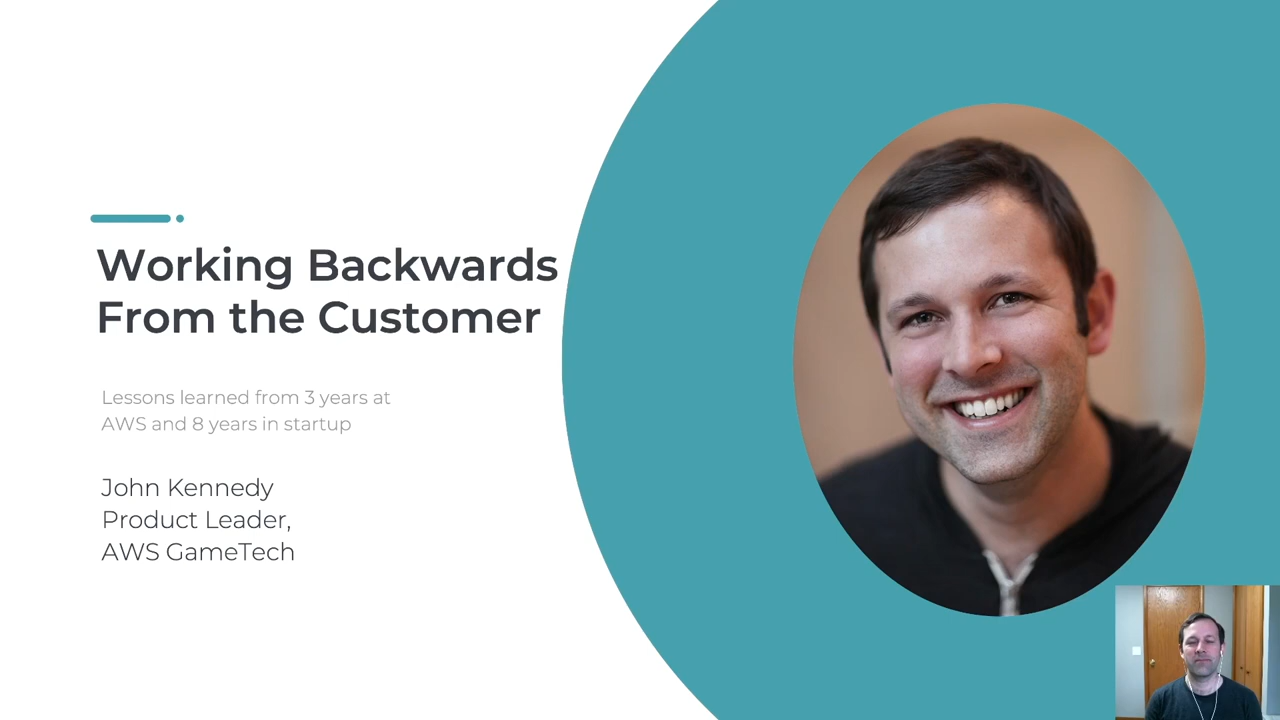 Working Backwards
From the Customer
Lessons learned from 3 years at
AWS and 8 years in startup
John Kennedy
Product Leader,
AWS GameTech